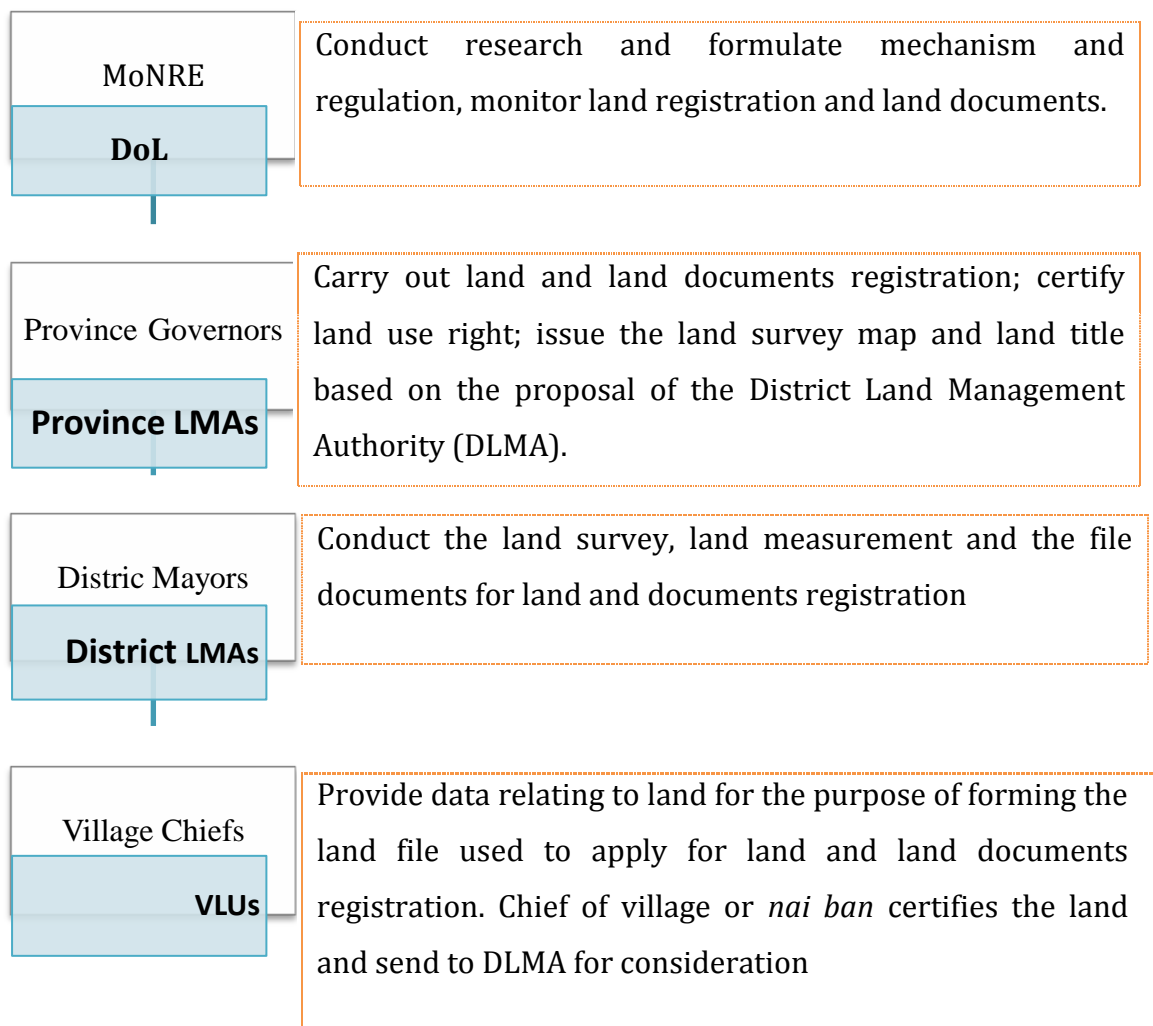 MoNRE
DoL
Conduct research and formulate mechanism and
regulation, monitor land registration and land documents.
Province Governors
Province LMAs
Carry out land and land documents registration; certify
land use right; issue the land survey map and land title
based on the proposal of the District Land Management
Authority (DLMA).
Distric Mayors
District LMAs
Conduct the land survey, land measurement and the file
documents for land and documents registration
Village Chiefs
VLUs
Provide data relating to land for the purpose of forming the
land file used to apply for land and land documents
registration. Chief of village or nai ban certifies the land
and send to DLMA for consideration